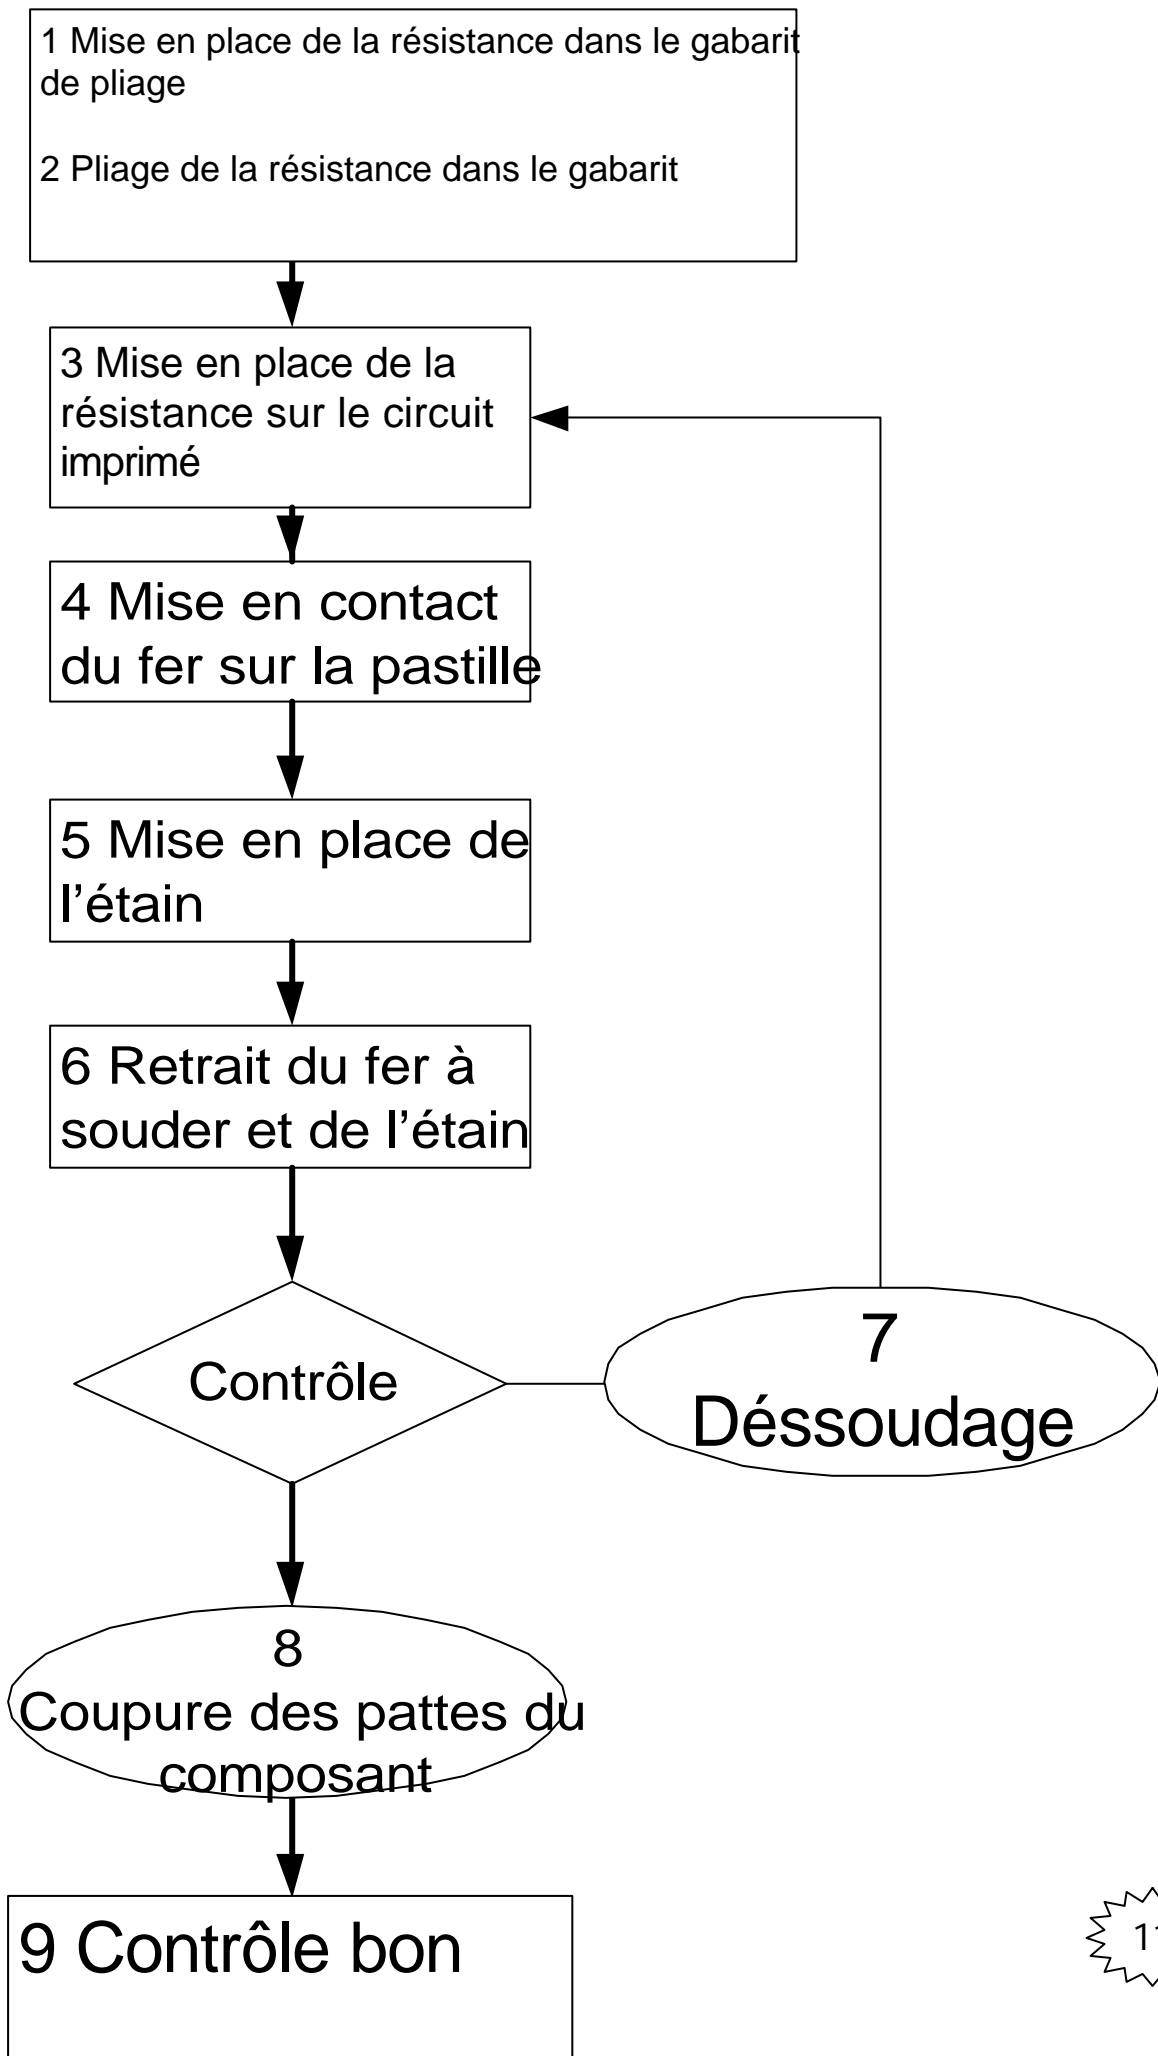 1 Mise en place de la résistance dans le gabarit
de pliage
2 Pliage de la résistance dans le gabarit
3 Mise en place de la
résistance sur le circuit
imprimé
4 Mise en contact
du fer sur la pastille
5 Mise en place de
l’étain
6 Retrait du fer à
souder et de l’étain
Contrôle
7
Déssoudage
8
Coupure des pattes du
composant
9 Contrôle bon